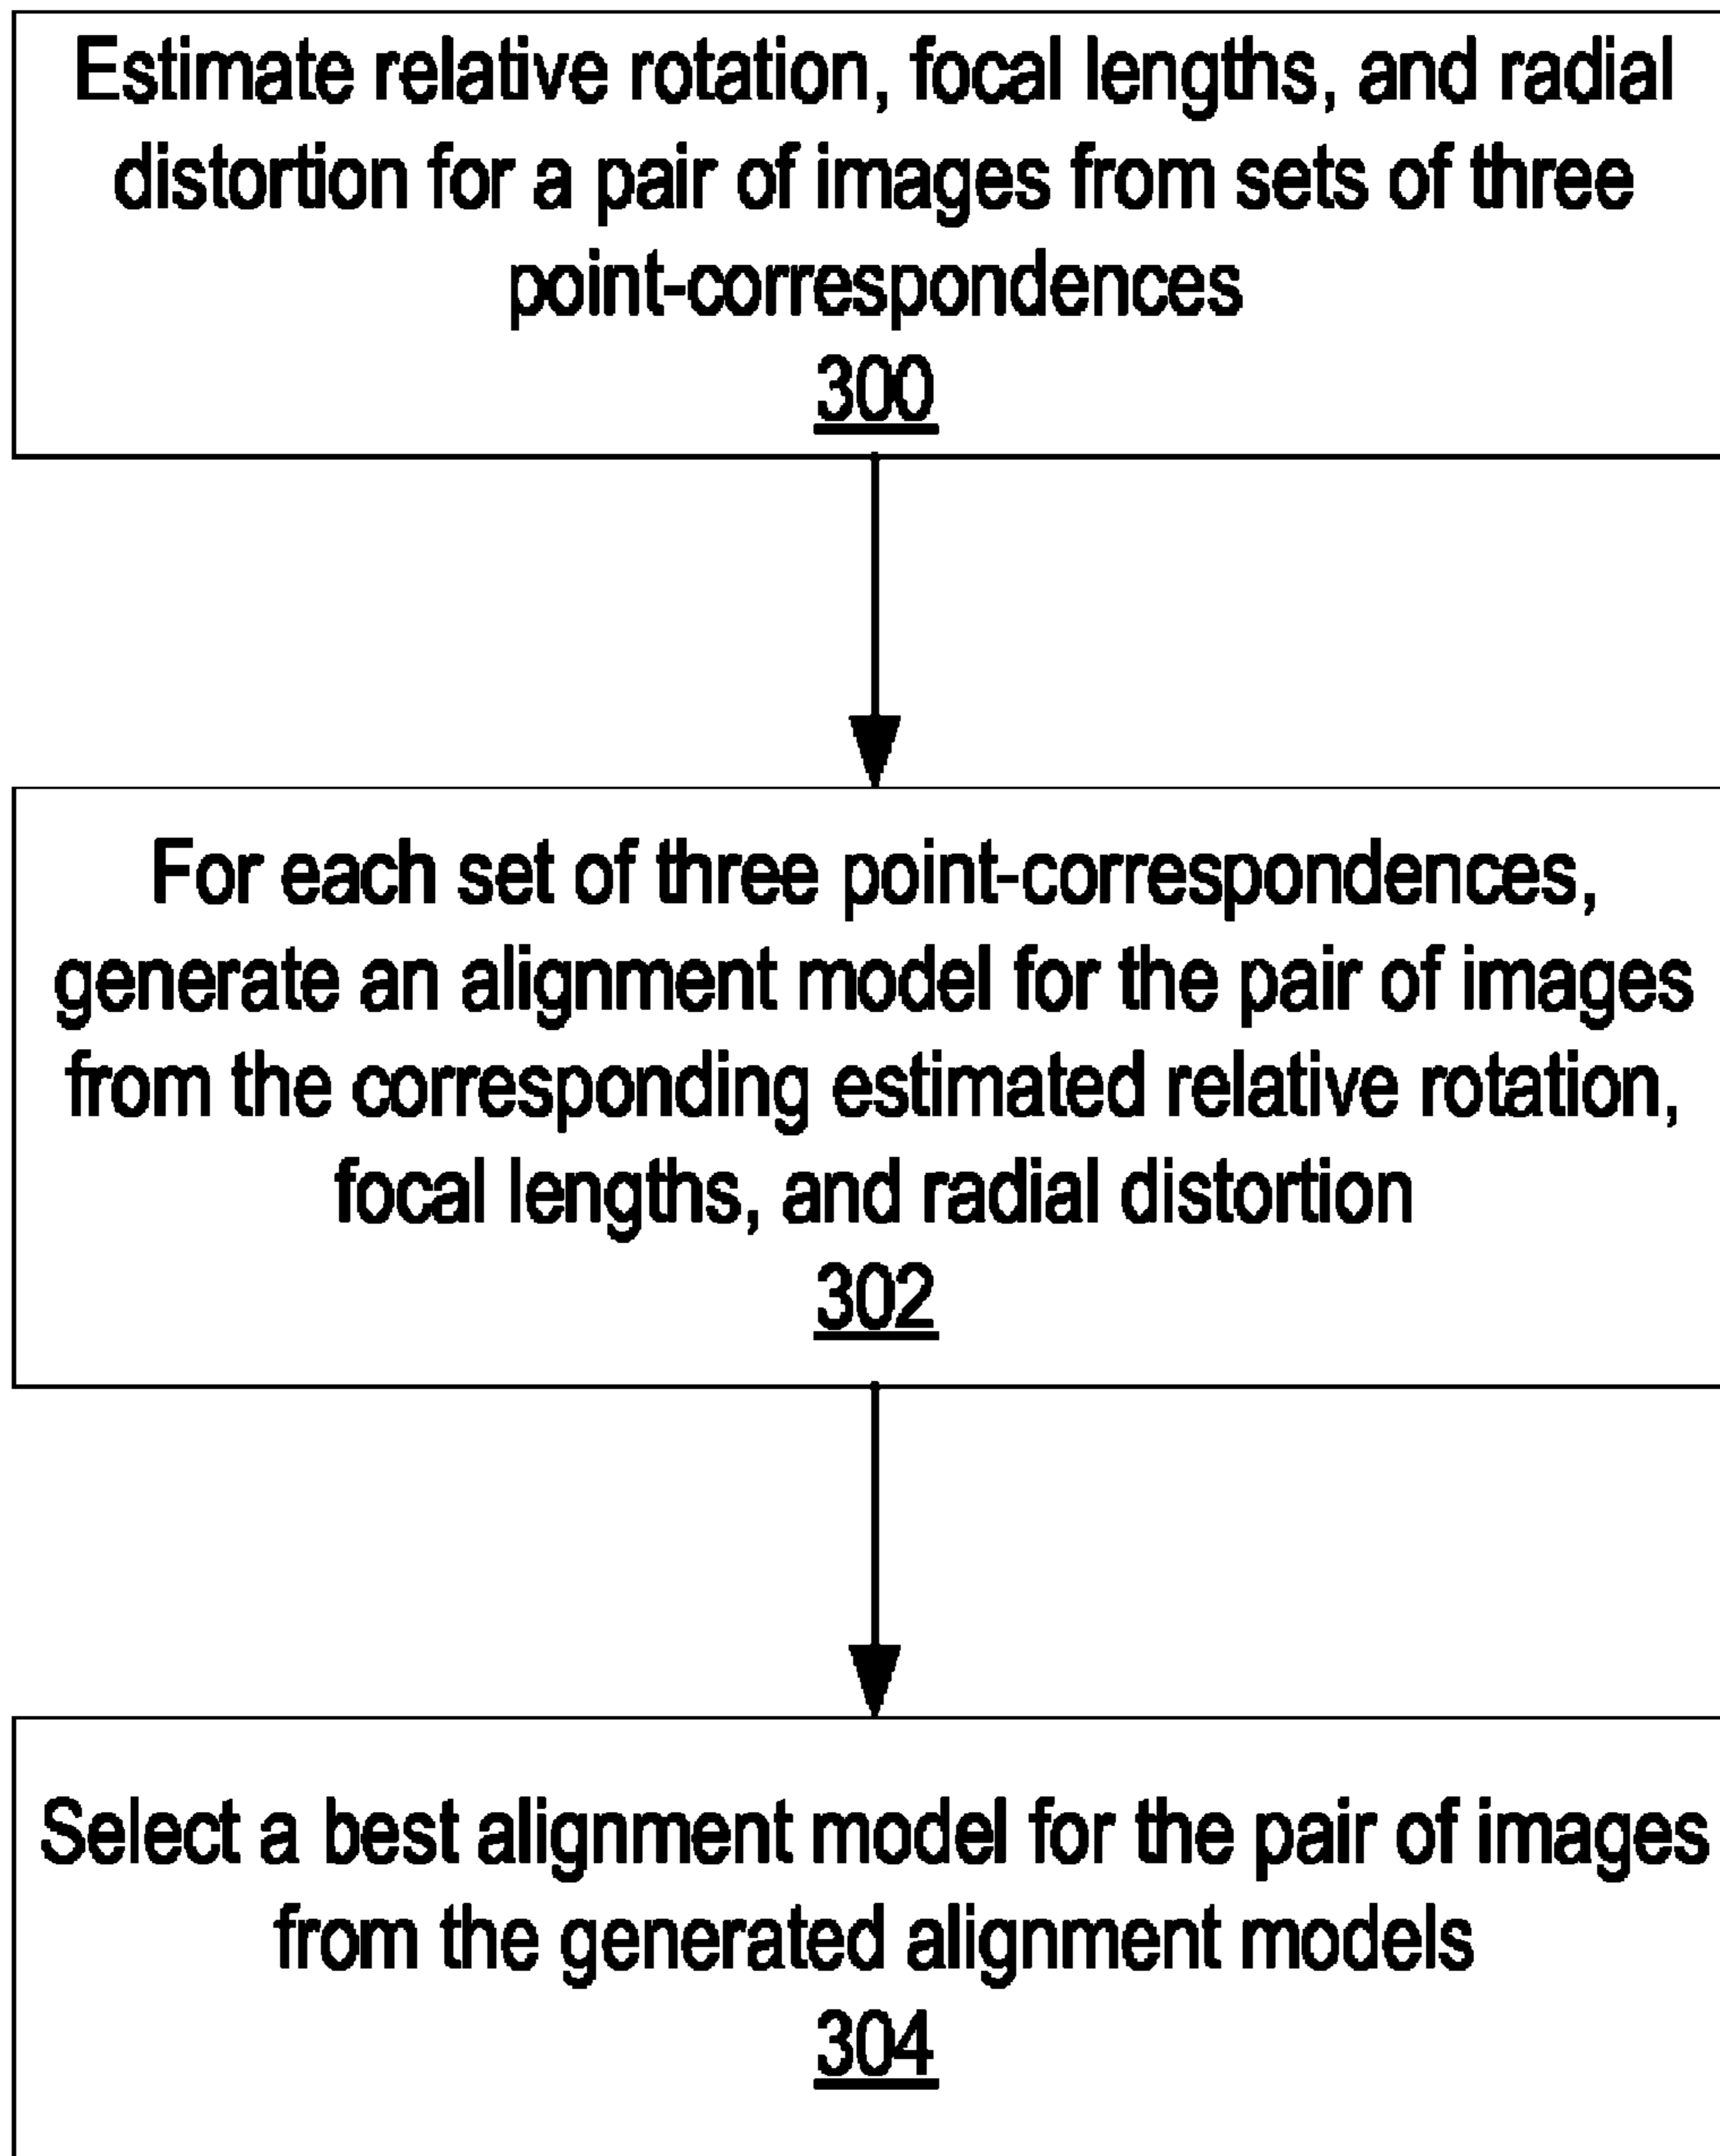 Estimate relative rotation, focal lengths, and radial
distortion for a pair of images from sets of three
point-correspondences
300
For each set of three point-correspondences,
generate an alignment model for the pair of images
from the corresponding estimated relative rotation,
focal lengths, and radial distortion
302
Select a best alignment model for the pair of images
from the generated alignment models
304